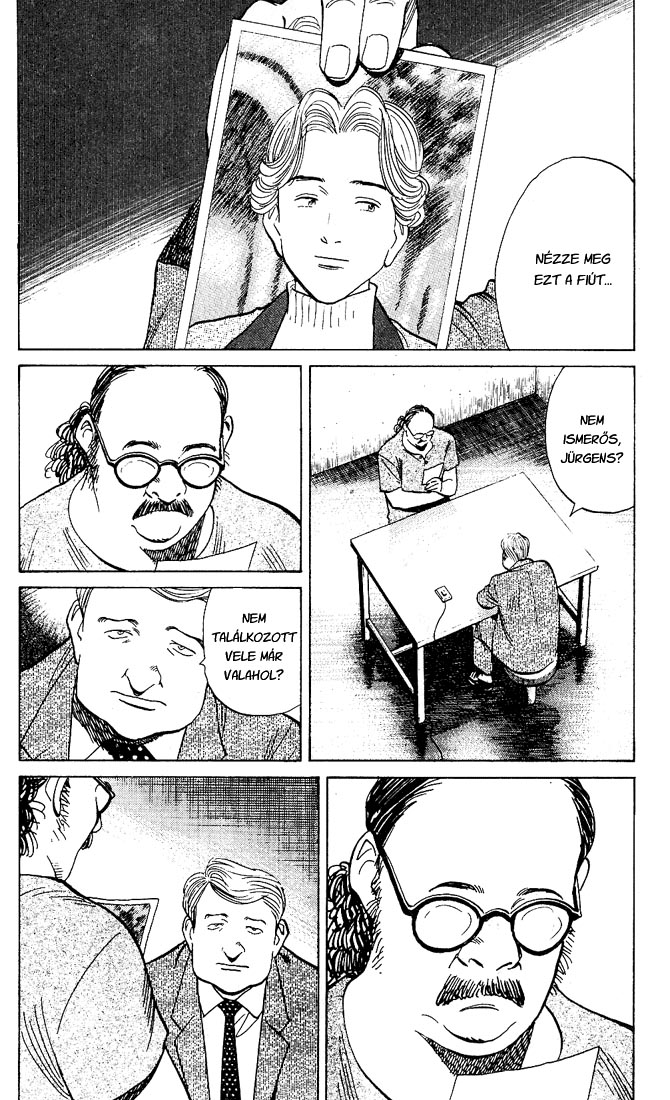 NÉZZE MEG
EZT A FIÚT...
NEM
ISMERŐS,
JÜRGENS?
NEM
TALÁLKOZOTT
VELE MÁR
VALAHOL?